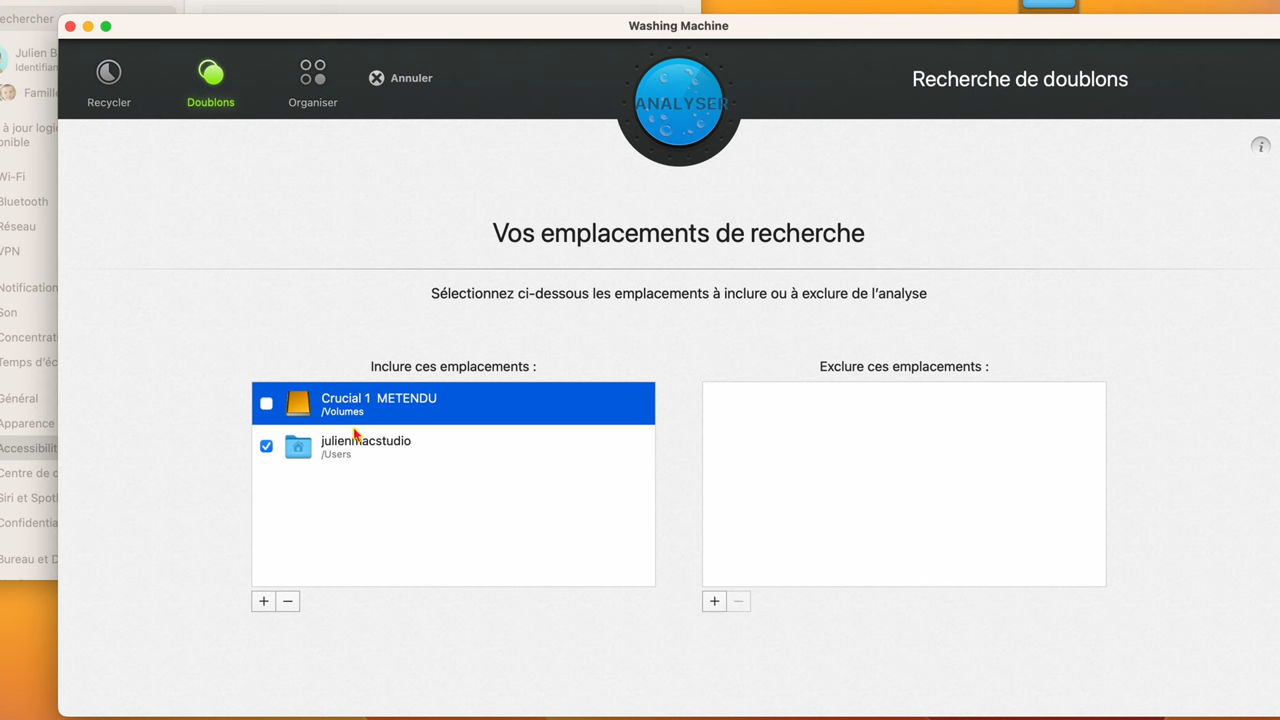 Washing Machine
Recycler
Doublons
Organiser
Annuler
ANALYSER
Recherche de doublons
Vos emplacements de recherche
Sélectionnez ci-dessous les emplacements à inclure ou à exclure de l'analyse
Inclure ces emplacements :
Crucial 1 METENDU
/Volumes
julienmacstudio
/Users
Exclure ces emplacements :
echercher
Julien B
Identifian
Famille
à jour logi
onible
Wi-Fi
Bluetooth
Réseau
VPN
Notification
Son
Concentrat
Temps d'éc
Général
Apparence
Accessibilit
Centre de c
Siri et Spotl
Confidentia
Bureau et D